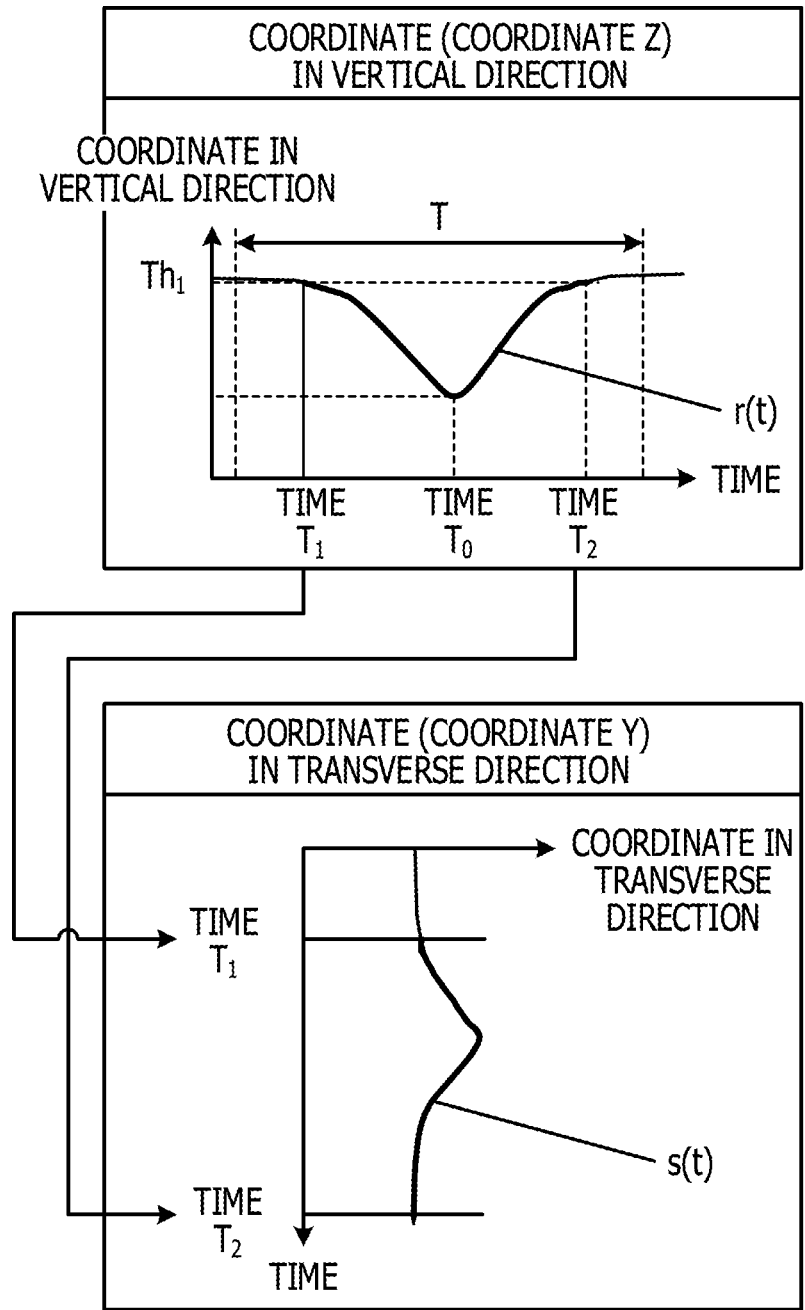 COORDINATE (COORDINATE Z)
IN VERTICAL DIRECTION
COORDINATE IN
VERTICAL DIRECTION
T
Th₁
r(t)
TIME
TIME
T₁
TIME
T₀
TIME
T₂
COORDINATE (COORDINATE Y)
IN TRANSVERSE DIRECTION
COORDINATE IN
TRANSVERSE
DIRECTION
TIME
T₁
s(t)
TIME
T₂
TIME